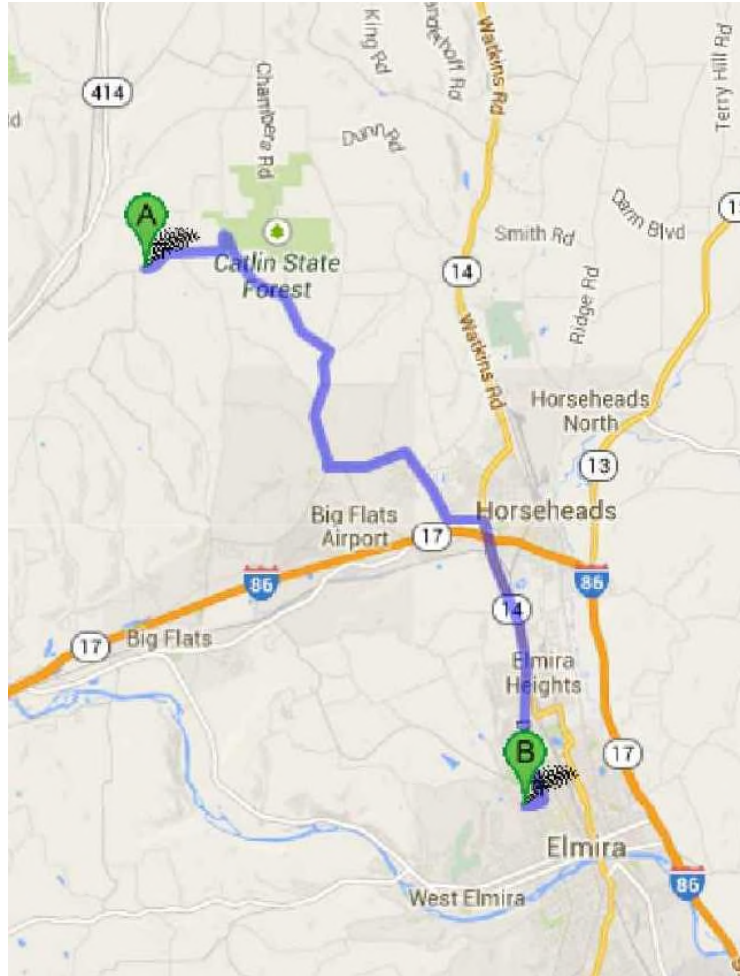 King Rd
Watkins Rd
Terry Hill Rd
414
Chambers Rd
Dunn Rd
A
Smith Rd
14
Catlin State
Forest
Ridge Rd
Watkins Rd
Horseheads
North
13
Big Flats
Airport
17
Horseheads
86
86
14
17
Big Flats
Elmira
Heights
B
17
Elmira
86
West Elmira